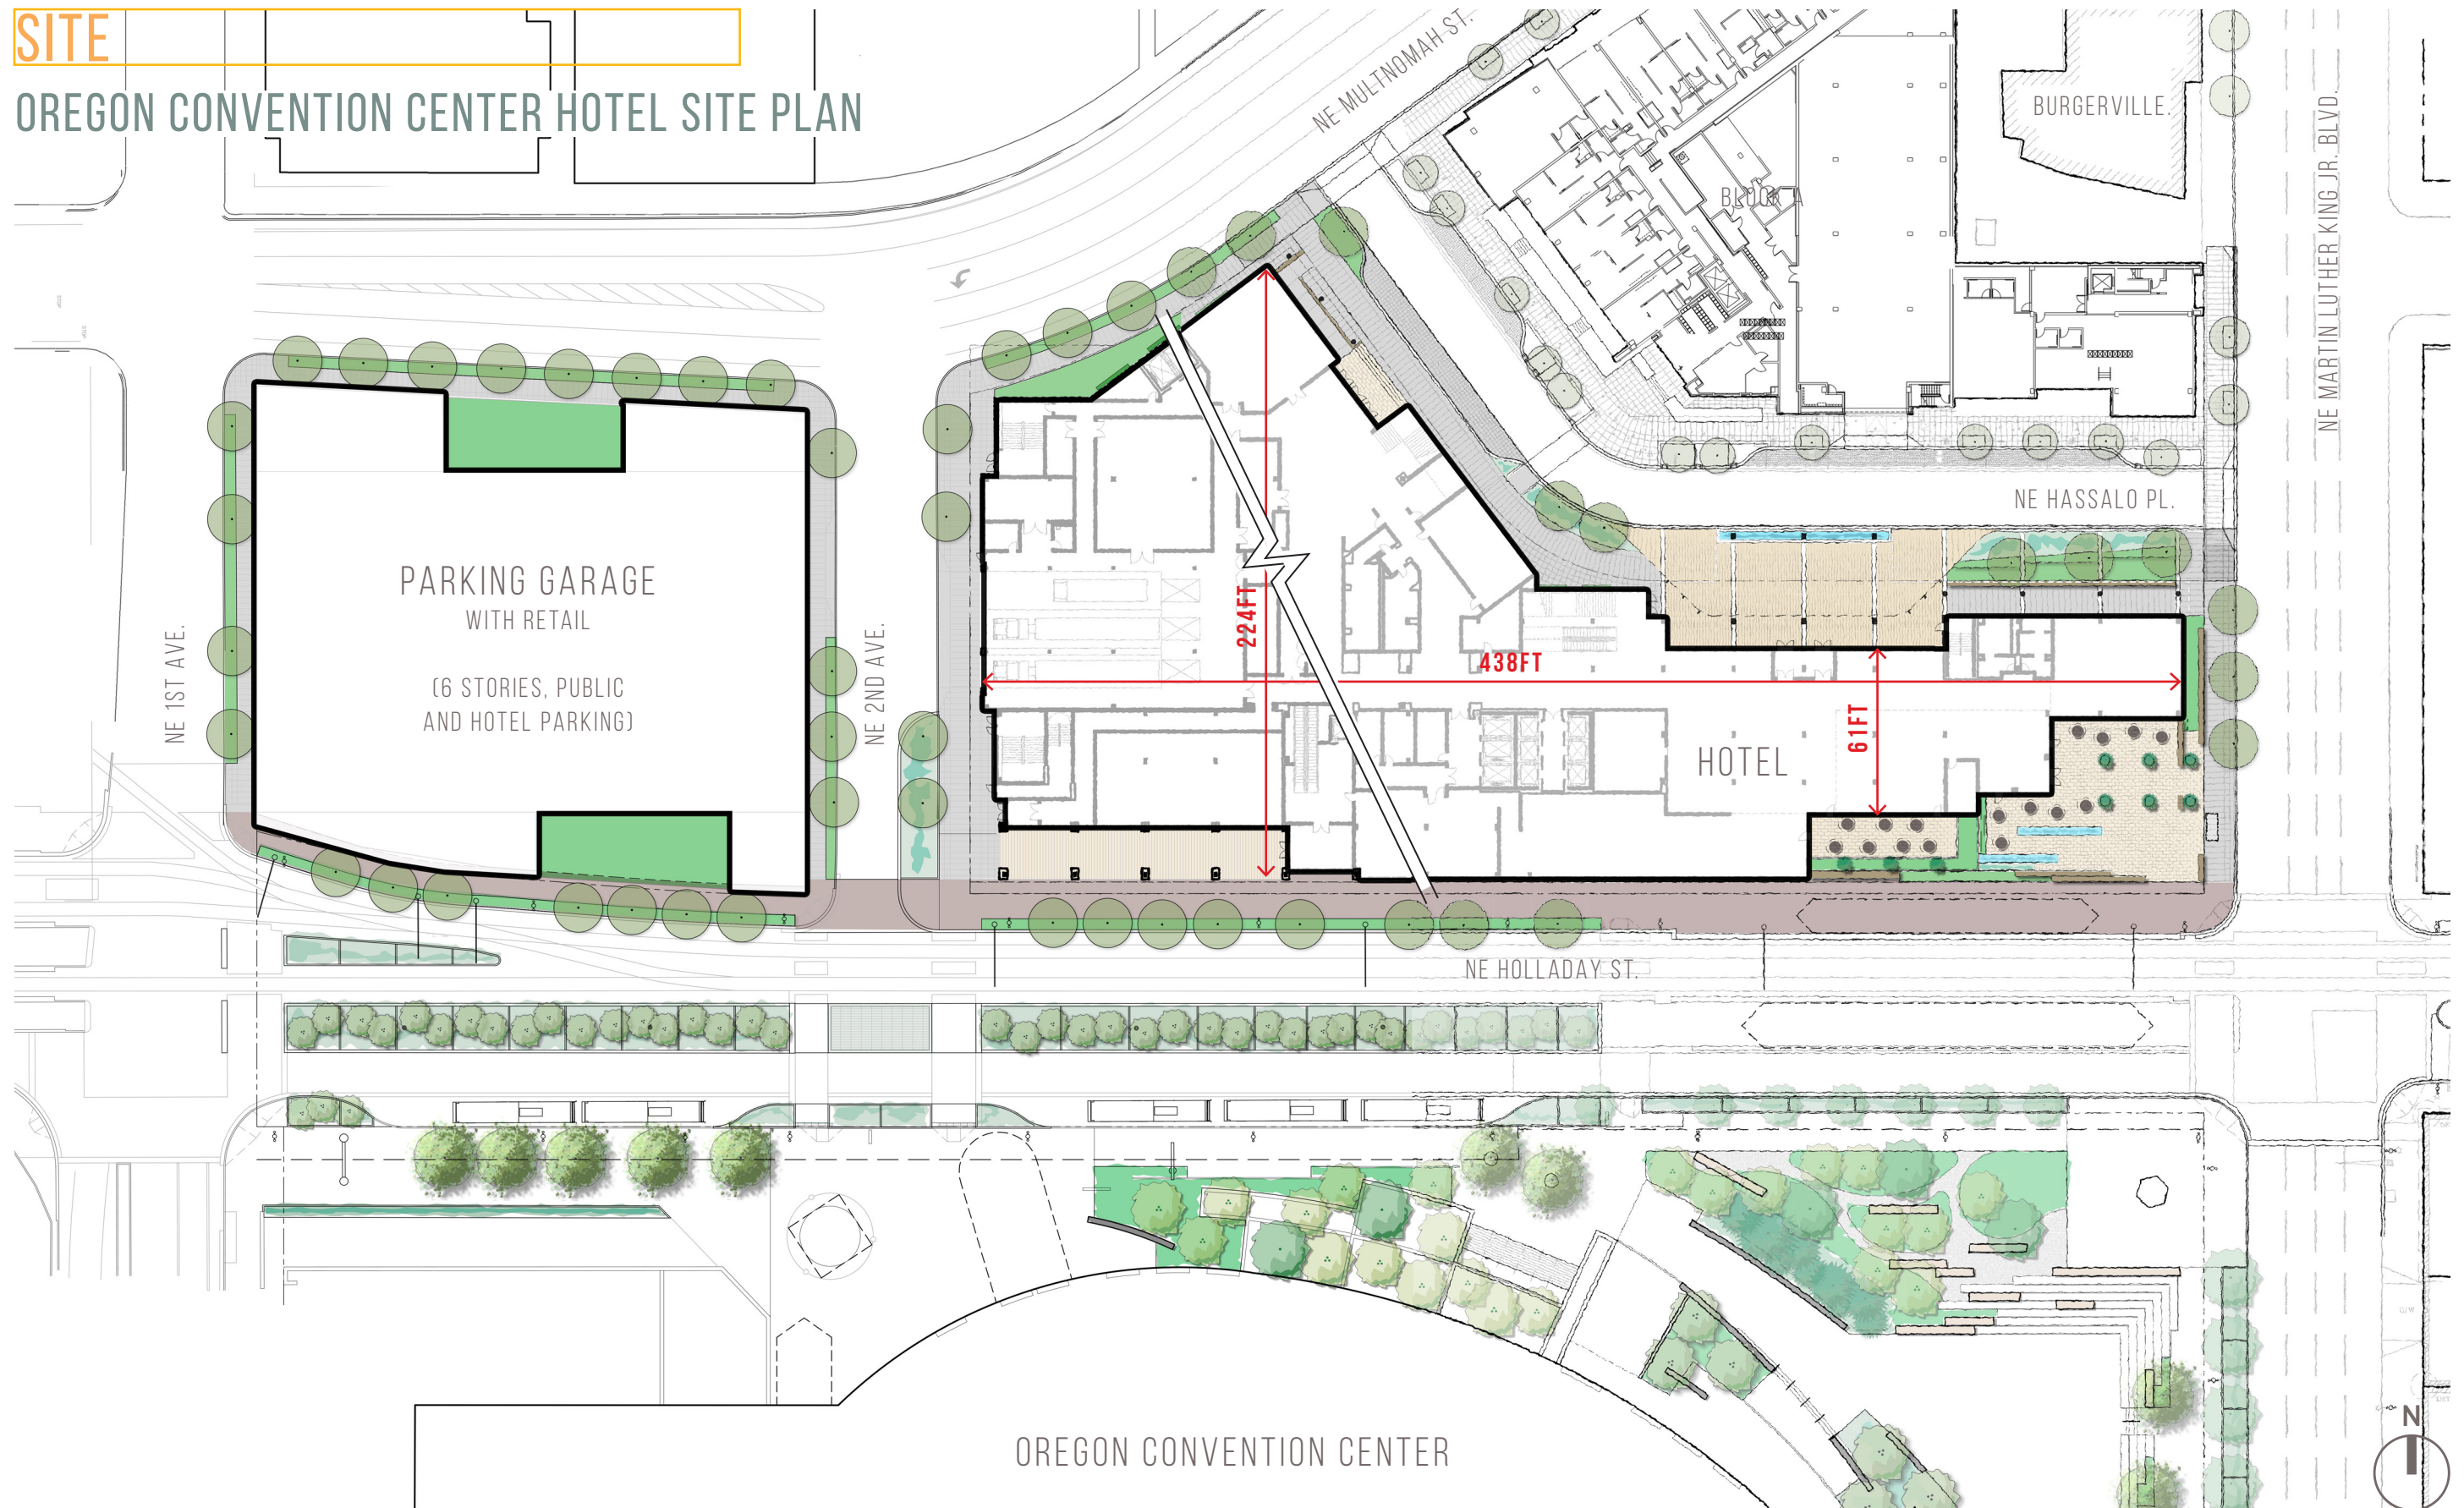 SITE
OREGON CONVENTION CENTER HOTEL SITE PLAN
NE MULTNOMAH ST.
BURGERVILLE.
BLOCK A
NE MARTIN LUTHER KING JR. BLVD.
NE HASSALO PL.
PARKING GARAGE
WITH RETAIL
(6 STORIES, PUBLIC
AND HOTEL PARKING)
NE 1ST AVE.
NE 2ND AVE.
224FT
438FT
61FT
HOTEL
NE HOLLADAY ST.
OREGON CONVENTION CENTER
N